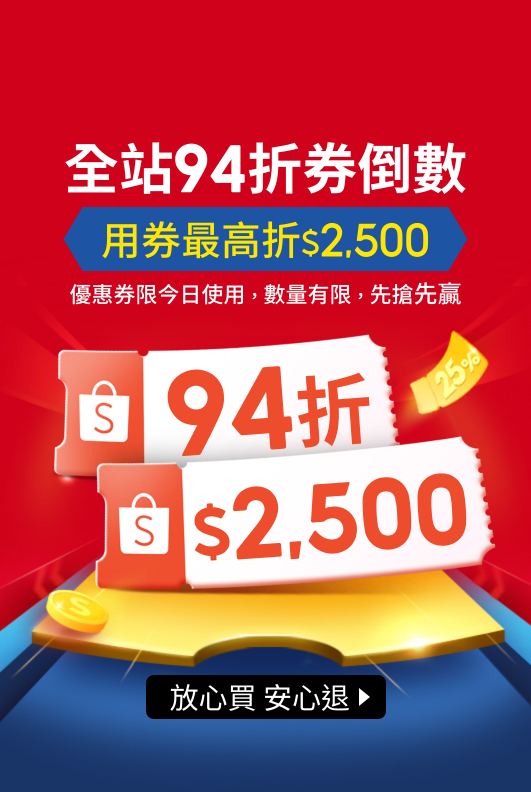 全站94折券倒數
用券最高折$2,500
優惠券限今日使用，數量有限，先搶先贏
25%
94折
S
$2,500
S
S
放心買 安心退